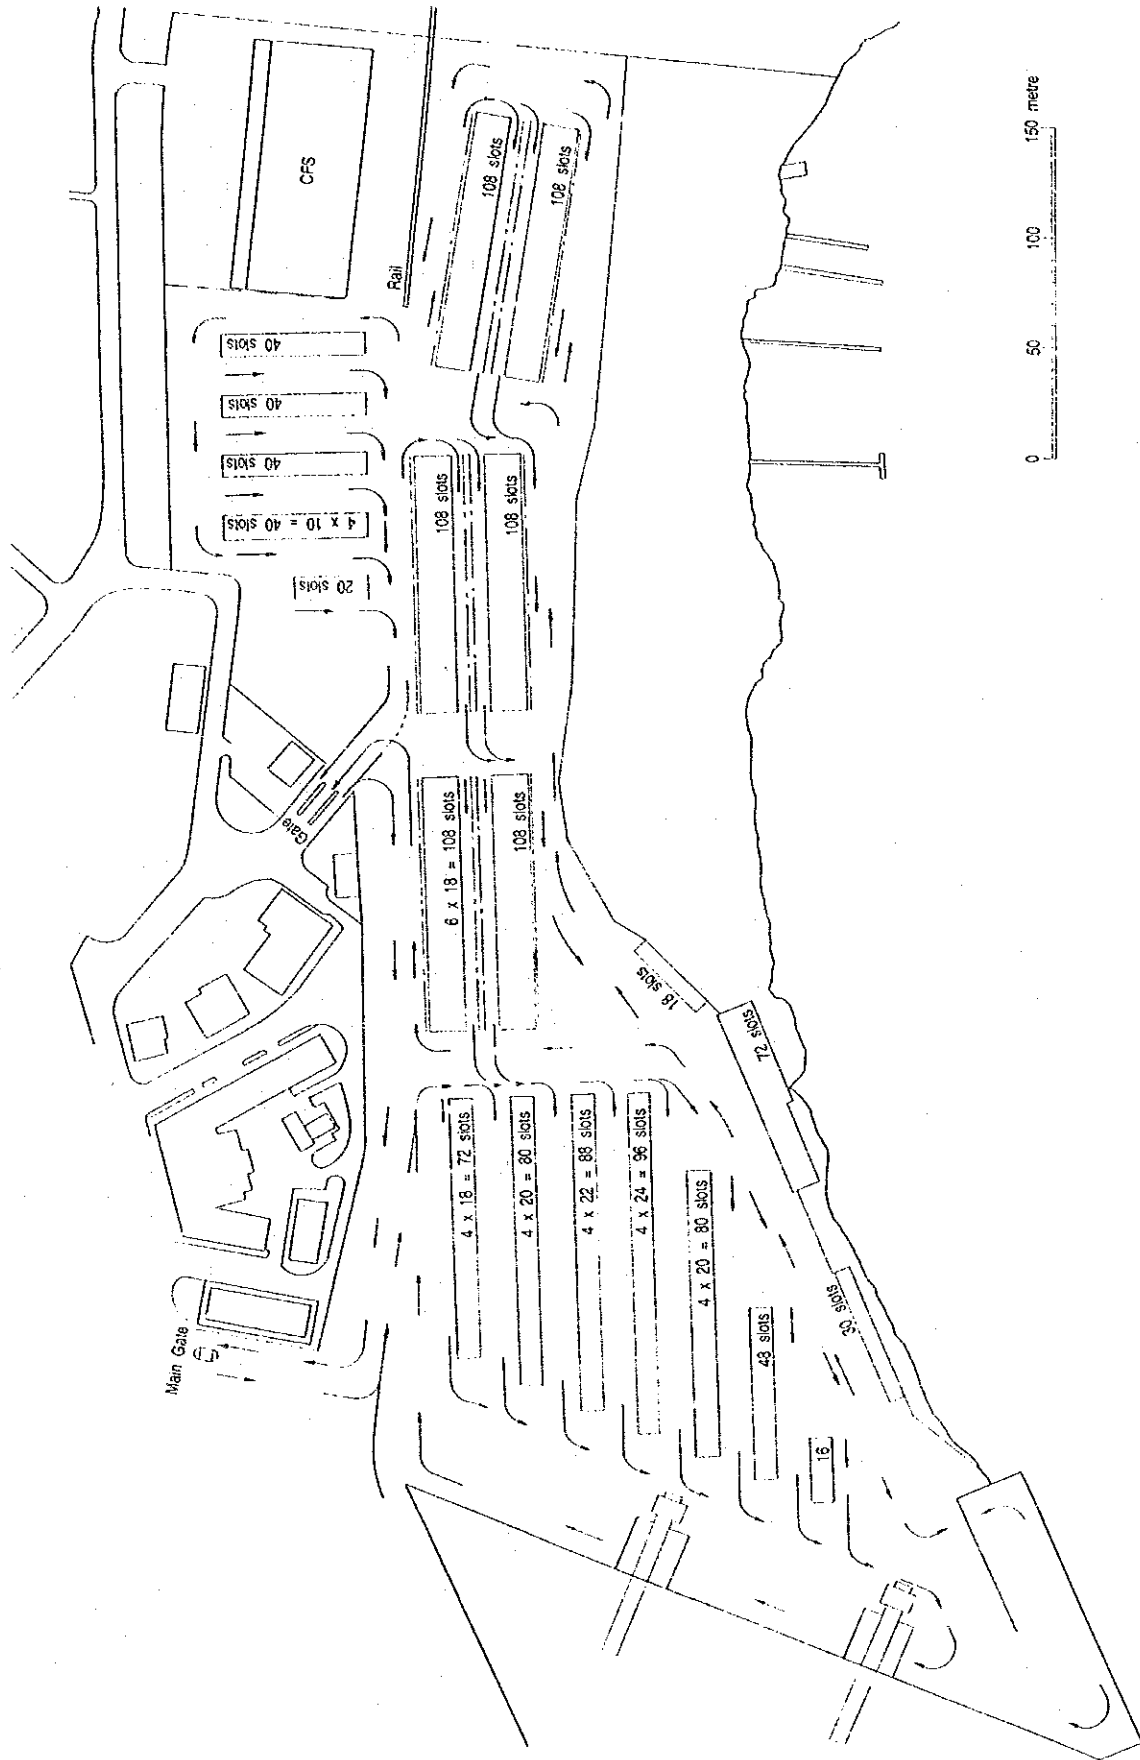 CFS
Rail
108 slots
108 slots
40 slots
40 slots
40 slots
4 x 10 = 40 slots
20 slots
108 slots
108 slots
Gate
6 x 18 = 108 slots
108 slots
18 slots
72 slots
30 slots
4 x 18 = 72 slots
4 x 20 = 80 slots
4 x 22 = 88 slots
4 x 24 = 96 slots
4 x 20 = 80 slots
48 slots
16
Main Gate
0
50
100
150 metre